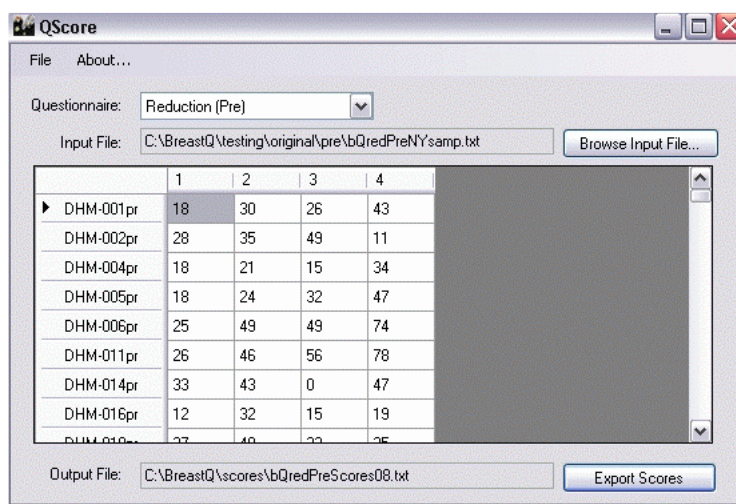 QScore
File About...
Questionnaire: Reduction (Pre)
Input File: C:\BreastQ\testing\original\pre\bQredPreNYsamp.txt Browse Input File...
1 2 3 4
DHM-001pr 18 30 26 43
DHM-002pr 28 35 49 11
DHM-004pr 18 21 15 34
DHM-005pr 18 24 32 47
DHM-006pr 25 49 49 74
DHM-011pr 26 46 56 78
DHM-014pr 33 43 0 47
DHM-016pr 12 32 15 19
Output File: C:\BreastQ\scores\bQredPreScores08.txt Export Scores